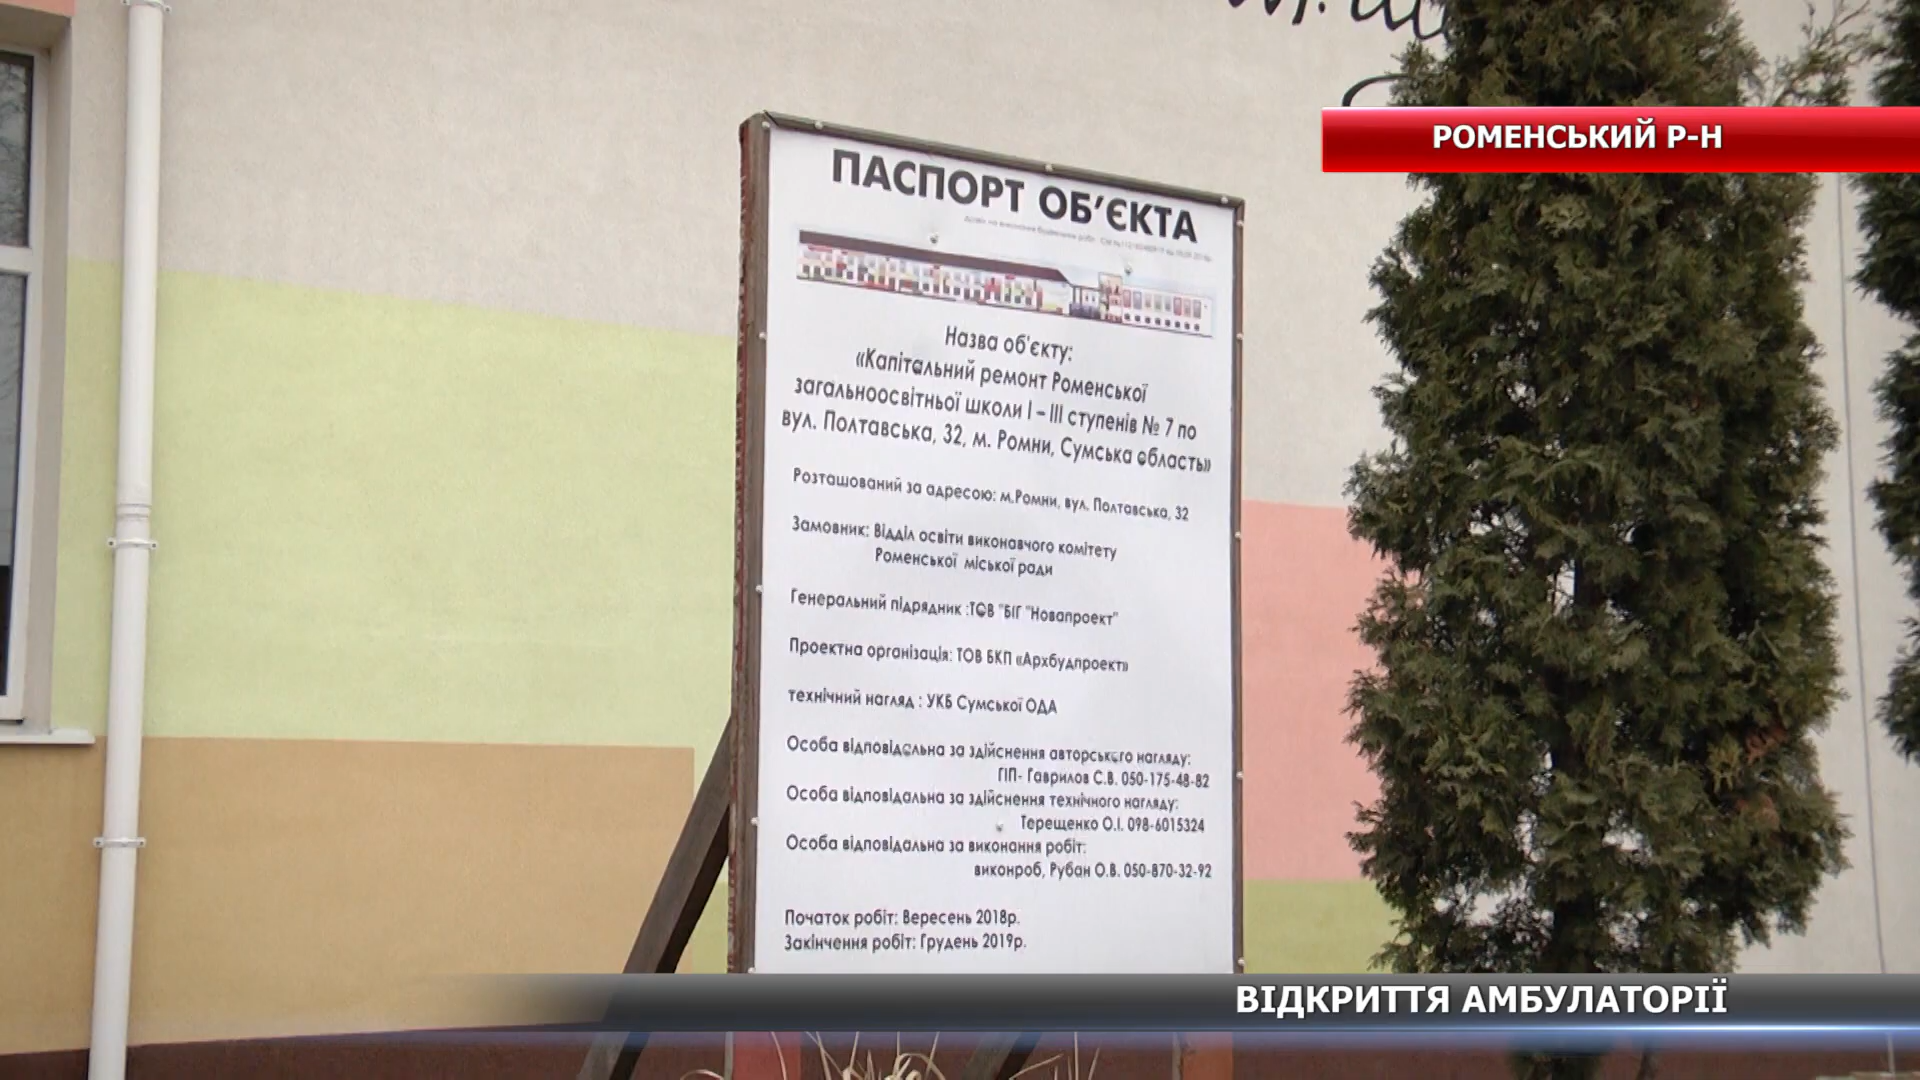 РОМЕНСЬКИЙ Р-Н
ПАСПОРТ ОБ’ЄКТА
Назва об'єкту:
«Капітальний ремонт Роменської
загальноосвітньої школи І – ІІІ ступенів № 7 по
вул. Полтавська, 32, м. Ромни, Сумська область»
Розташований за адресою: м.Ромни, вул. Полтавська, 32
Замовник: Відділ освіти виконавчого комітету
Роменської міської ради
Генеральний підрядник :ТОВ "БІГ "Новапроект"
Проектна організація: ТОВ БКП «Архбудпроект»
технічний нагляд : УКБ Сумської ОДА
Особа відповідальна за здійснення авторського нагляду:
ГІП- Гаврилов С.В. 050-175-48-82
Особа відповідальна за здійснення технічного нагляду:
Терещенко О.І. 098-6015324
Особа відповідальна за виконання робіт:
виконроб, Рубан О.В. 050-870-32-92
Початок робіт: Вересень 2018р.
Закінчення робіт: Грудень 2019р.
ВІДКРИТТЯ АМБУЛАТОРІЇ